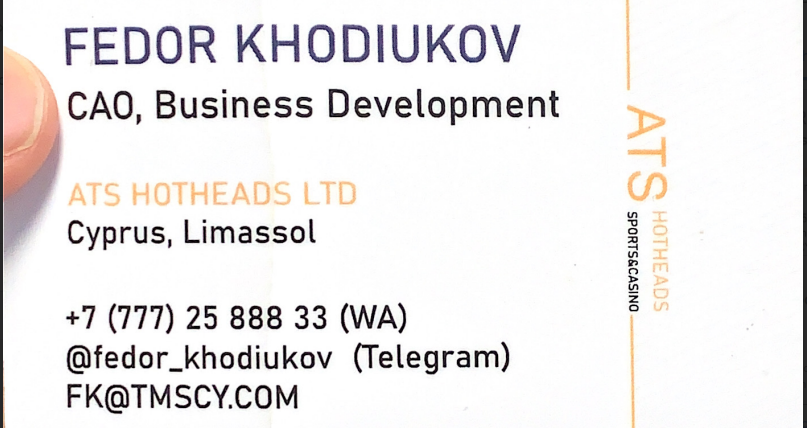 FEDOR KHODIUKOV
CAO, Business Development
ATS HOTHEADS LTD
Cyprus, Limassol
+7 (777) 25 888 33 (WA)
@fedor_khodiukov (Telegram)
FK@TMSCY.COM
ATS
HOTHEADS
SPORTS&CASINO